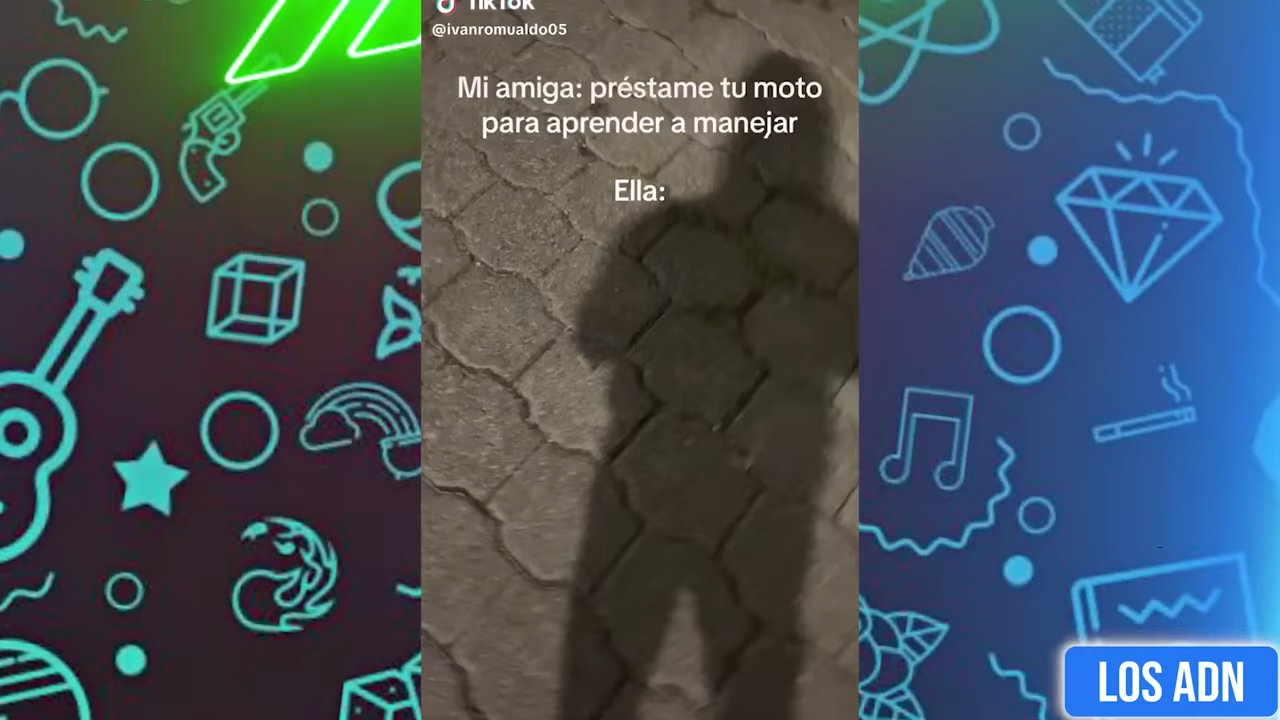 TikTok
@ivanromualdo05
Mi amiga: préstame tu moto
para aprender a manejar
Ella:
LOS ADN